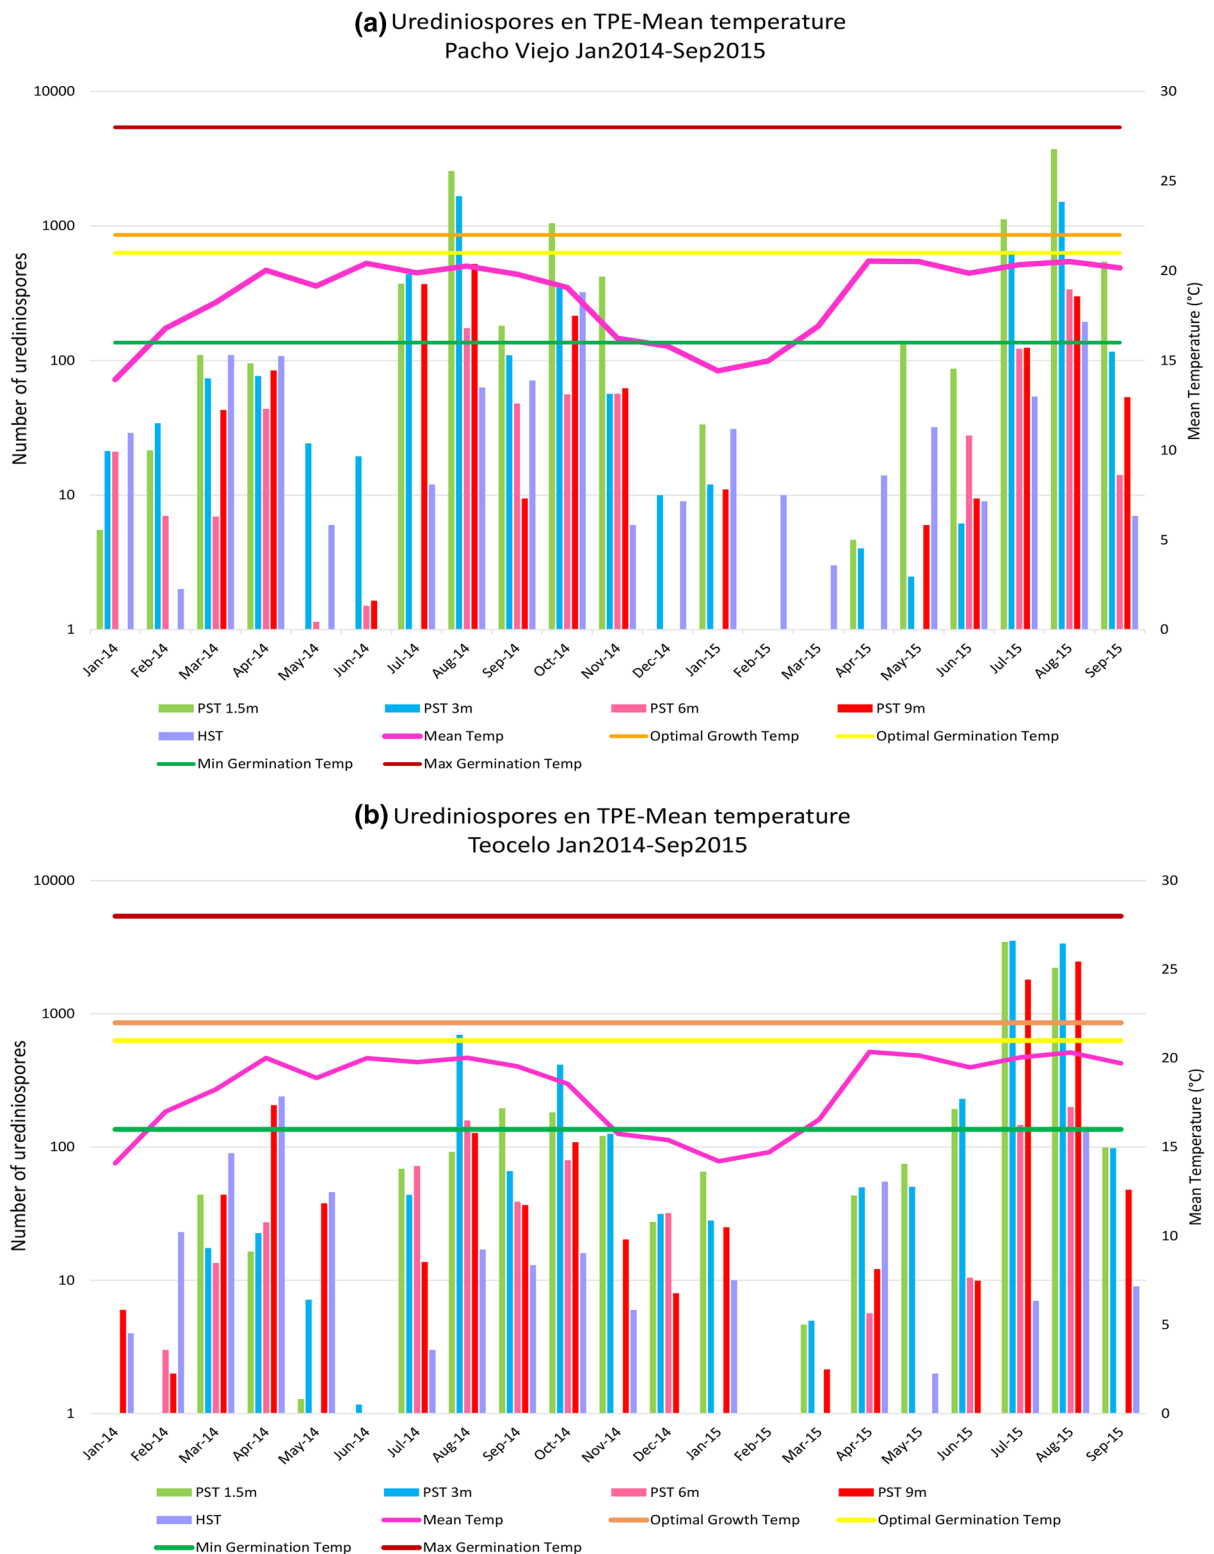 (a) Urediniospores en TPE-Mean temperature
Pacho Viejo Jan2014-Sep2015
Number of urediniospores
10000
1000
100
10
1
30
25
20
15
10
5
0
Mean Temperature (°C)
Jan-14 Feb-14 Mar-14 Apr-14 May-14 Jun-14 Jul-14 Aug-14 Sep-14 Oct-14 Nov-14 Dec-14 Jan-15 Feb-15 Mar-15 Apr-15 May-15 Jun-15 Jul-15 Aug-15 Sep-15
PST 1.5m PST 3m PST 6m PST 9m
HST Mean Temp Optimal Growth Temp Optimal Germination Temp
Min Germination Temp Max Germination Temp
(b) Urediniospores en TPE-Mean temperature
Teocelo Jan2014-Sep2015
Number of urediniospores
10000
1000
100
10
1
30
25
20
15
10
5
0
Mean Temperature (°C)
Jan-14 Feb-14 Mar-14 Apr-14 May-14 Jun-14 Jul-14 Aug-14 Sep-14 Oct-14 Nov-14 Dec-14 Jan-15 Feb-15 Mar-15 Apr-15 May-15 Jun-15 Jul-15 Aug-15 Sep-15
PST 1.5m PST 3m PST 6m PST 9m
HST Mean Temp Optimal Growth Temp Optimal Germination Temp
Min Germination Temp Max Germination Temp